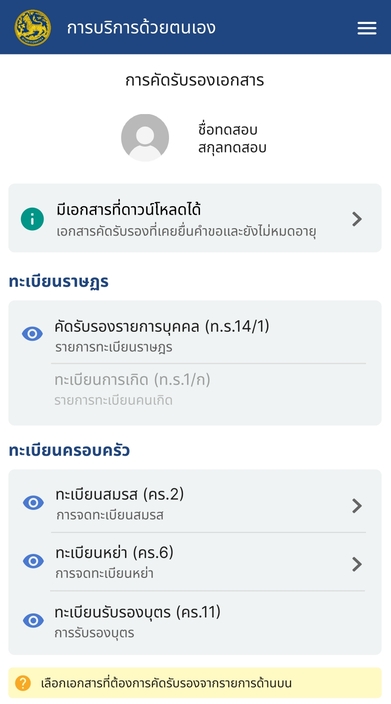 การบริการด้วยตนเอง
การคัดรับรองเอกสาร
ชื่อทดสอบ
สกุลทดสอบ
มีเอกสารที่ดาวน์โหลดได้
เอกสารคัดรับรองที่เคยยื่นคำขอและยังไม่หมดอายุ
ทะเบียนราษฎร
คัดรับรองรายการบุคคล (ท.ร.14/1)
รายการทะเบียนราษฎร
ทะเบียนการเกิด (ท.ร.1/ก)
รายการทะเบียนคนเกิด
ทะเบียนครอบครัว
ทะเบียนสมรส (คร.2)
การจดทะเบียนสมรส
ทะเบียนหย่า (คร.6)
การจดทะเบียนหย่า
ทะเบียนรับรองบุตร (คร.11)
การรับรองบุตร
เลือกเอกสารที่ต้องการคัดรับรองจากรายการด้านบน